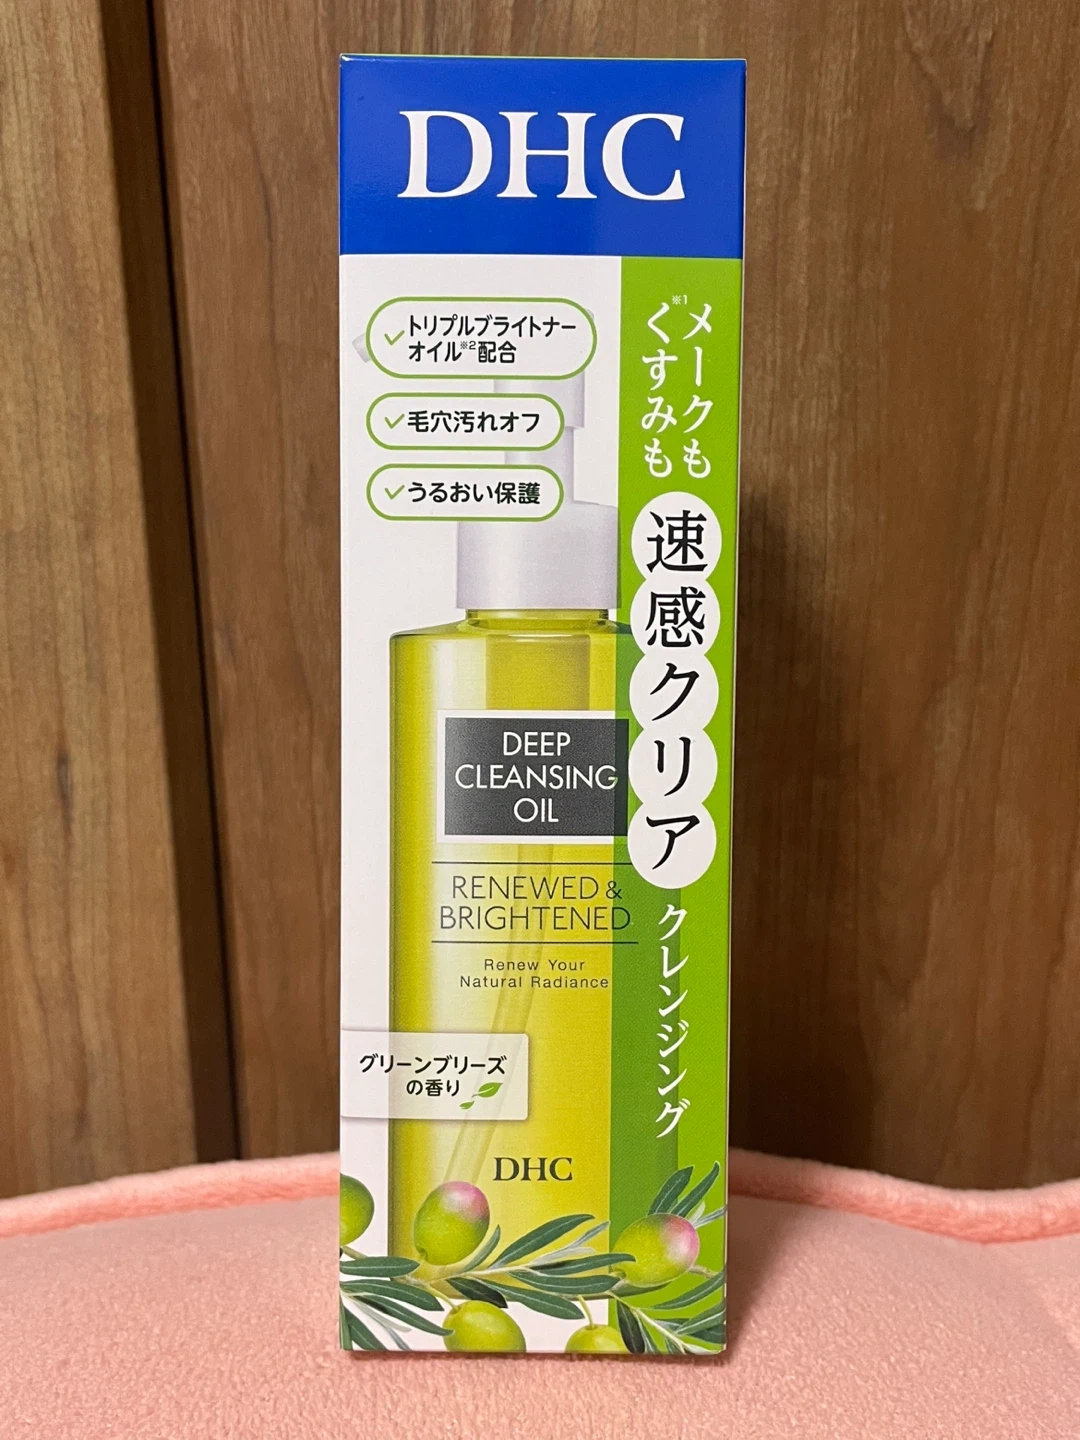 DHC
トリプルブライトナー
オイル※2配合
毛穴汚れオフ
うるおい保護
メークも
くすみ※1も
速感クリア
クレンジング
DEEP
CLEANSING
OIL
RENEWED &
BRIGHTENED
Renew Your
Natural Radiance
グリーンブリーズ
の香り
DHC